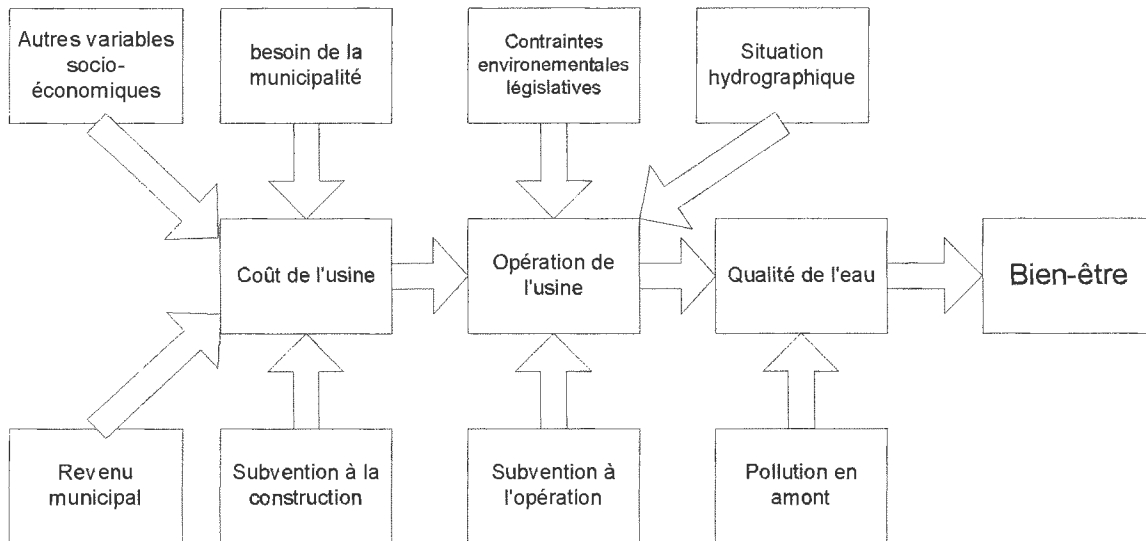 Autres variables
socio-
économiques
besoin de la
municipalité
Contraintes
environementales
législatives
Situation
hydrographique
Coût de l'usine
Opération de
l'usine
Qualité de l'eau
Bien-être
Revenu
municipal
Subvention à la
construction
Subvention à
l'opération
Pollution en
amont